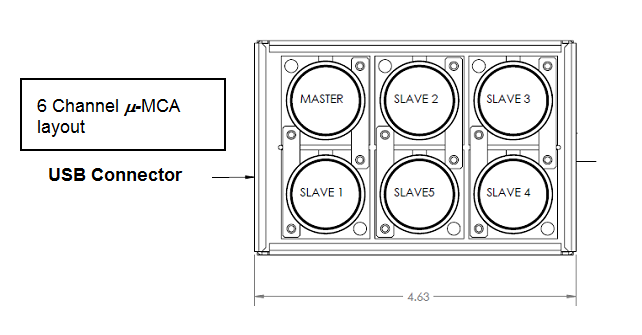 6 Channel μ-MCA
layout
USB Connector
MASTER
SLAVE 2
SLAVE 3
SLAVE 1
SLAVE5
SLAVE 4
4.63